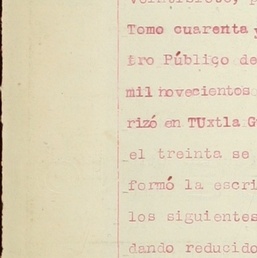 veintisiete, p
Tomo cuarenta y
tro Público de
mil novecientos
rizó en TUxtla G
el treinta se
formó la escri
los siguientes
dando reducido